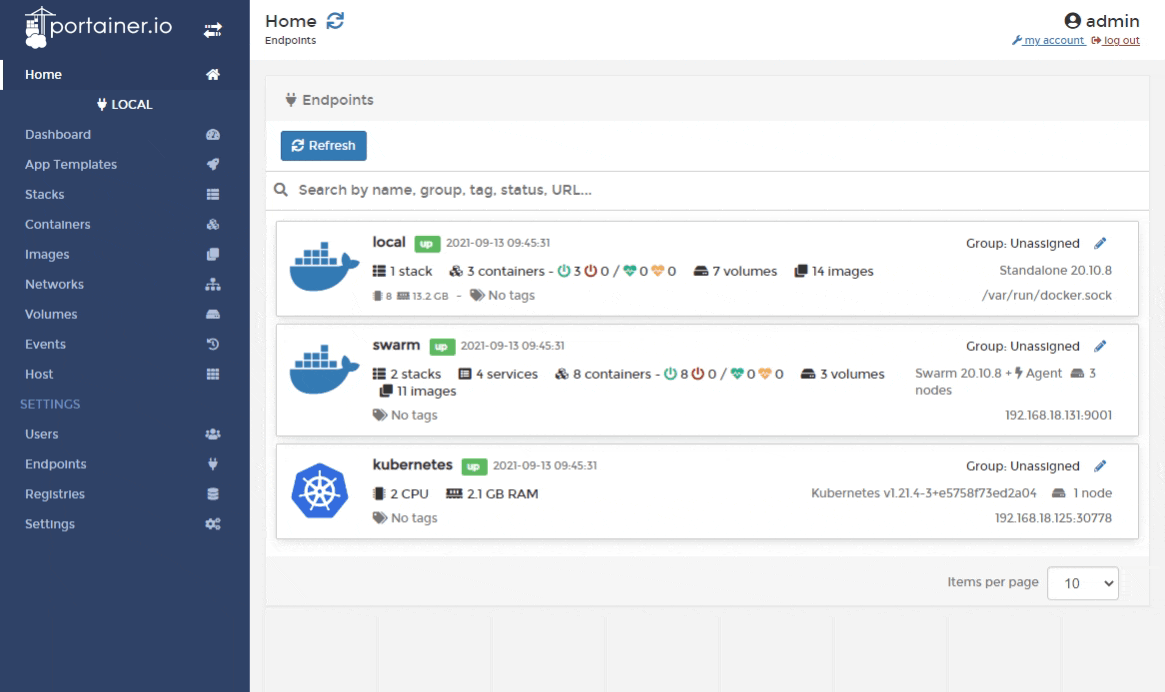 portainer.io
Home
Endpoints
admin
my account log out
Home
LOCAL
Dashboard
App Templates
Stacks
Containers
Images
Networks
Volumes
Events
Host
SETTINGS
Users
Endpoints
Registries
Settings
Endpoints
Refresh
Search by name, group, tag, status, URL...
local up 2021-09-13 09:45:31 Group: Unassigned
1 stack 3 containers - 3 0 / 0 0 7 volumes 14 images Standalone 20.10.8
8 13.2 GB - No tags /var/run/docker.sock
swarm up 2021-09-13 09:45:31 Group: Unassigned
2 stacks 4 services 8 containers - 8 0 / 0 0 3 volumes Swarm 20.10.8 + Agent 3
11 images nodes
No tags 192.168.18.131:9001
kubernetes up 2021-09-13 09:45:31 Group: Unassigned
2 CPU 2.1 GB RAM Kubernetes v1.21.4-3+e5758f73ed2a04 1 node
No tags 192.168.18.125:30778
Items per page 10